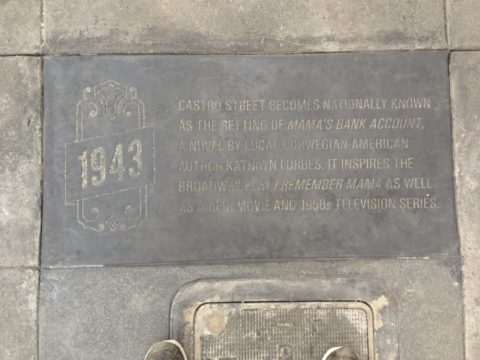 1943
CASTRO STREET BECOMES NATIONALLY KNOWN
AS THE SETTING OF MAMA'S BANK ACCOUNT,
A NOVEL BY LOCAL NORWEGIAN-AMERICAN
AUTHOR KATHRYN FORBES. IT INSPIRES THE
BROADWAY PLAY I REMEMBER MAMA AS WELL
AS A 1948 MOVIE AND 1950s TELEVISION SERIES.